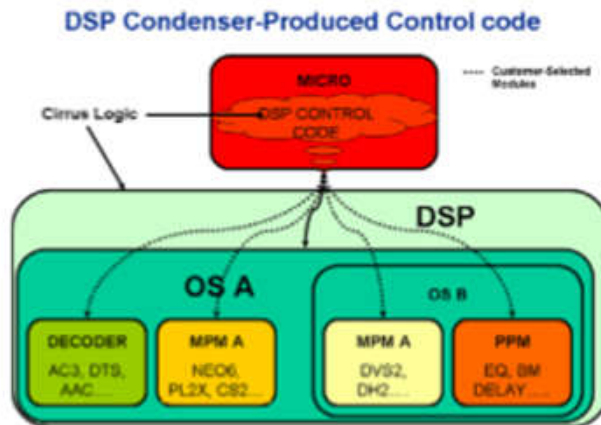 DSP Condenser-Produced Control code
MICRO
Customer-Selected
Modules
Cirrus Logic
DSP CONTROL
CODE
DSP
OS A
OS B
DECODER
AC3, DTS,
AAC....
MPM A
NEO6,
PL2X, CS2...
MPM A
DVS2,
DH2....
PPM
EQ, BM
DELAY.....